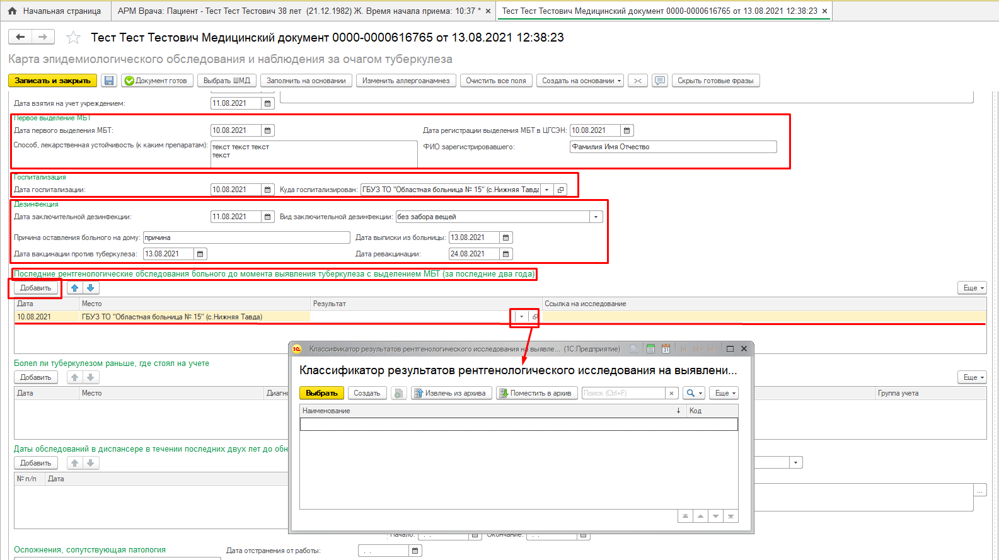 Начальная страница
АРМ Врача: Пациент - Тест Тест Тестович 38 лет (21.12.1982) Ж. Время начала приема: 10:37 *
Тест Тест Тестович Медицинский документ 0000-0000616765 от 13.08.2021 12:38:23
Тест Тест Тестович Медицинский документ 0000-0000616765 от 13.08.2021 12:38:23
Карта эпидемиологического обследования и наблюдения за очагом туберкулеза
Записать и закрыть Документ готов Выбрать ШМД Заполнить на основании Изменить аллергоанамнез Очистить все поля Создать на основании >< Скрыть готовые фразы
Дата взятия на учет учреждением: 11.08.2021
Первое выделение МБТ
Дата первого выделения МБТ: 10.08.2021 Дата регистрации выделения МБТ в ЦГСЭН: 10.08.2021
Способ, лекарственная устойчивость (к каким препаратам): текст текст текст
текст
ФИО зарегистрировавшего: Фамилия Имя Отчество
Госпитализация
Дата госпитализации: 10.08.2021 Куда госпитализирован: ГБУЗ ТО "Областная больница № 15" (с.Нижняя Тавда
Дезинфекция
Дата заключительной дезинфекции: 11.08.2021 Вид заключительной дезинфекции: без забора вещей
Причина оставления больного на дому: причина Дата выписки из больницы: 13.08.2021
Дата вакцинации против туберкулеза: 13.08.2021 Дата ревакцинации: 24.08.2021
Последние рентгенологические обследования больного до момента выявления туберкулеза с выделением МБТ (за последние два года)
Добавить Еще
Дата Место Результат Ссылка на исследование
10.08.2021 ГБУЗ ТО "Областная больница № 15" (с.Нижняя Тавда)
Классификатор результатов рентгенологического исследования на выявле... (1С:Предприятие) 31 M M+ M-
Классификатор результатов рентгенологического исследования на выявлени...
Выбрать Создать Извлечь из архива Поместить в архив Поиск (Ctrl+F) × Еще
Наименование Код
Болел ли туберкулезом раньше, где стоял на учете
Добавить Еще
Дата Место Диагно Группа учета
Даты обследований в диспансере в течении последних двух лет до обн
Добавить
№ п/п Дата
...
Начало: . . Окончание: . .
Осложнения, сопутствующая патология Дата отстранения от работы: . .